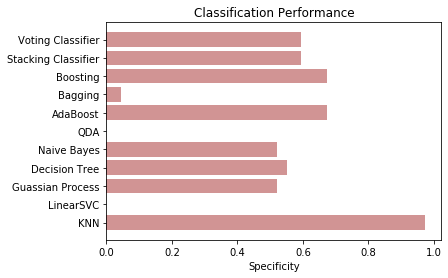 Classification Performance
Voting Classifier
Stacking Classifier
Boosting
Bagging
AdaBoost
QDA
Naive Bayes
Decision Tree
Guassian Process
LinearSVC
KNN
0.0 0.2 0.4 0.6 0.8 1.0
Specificity